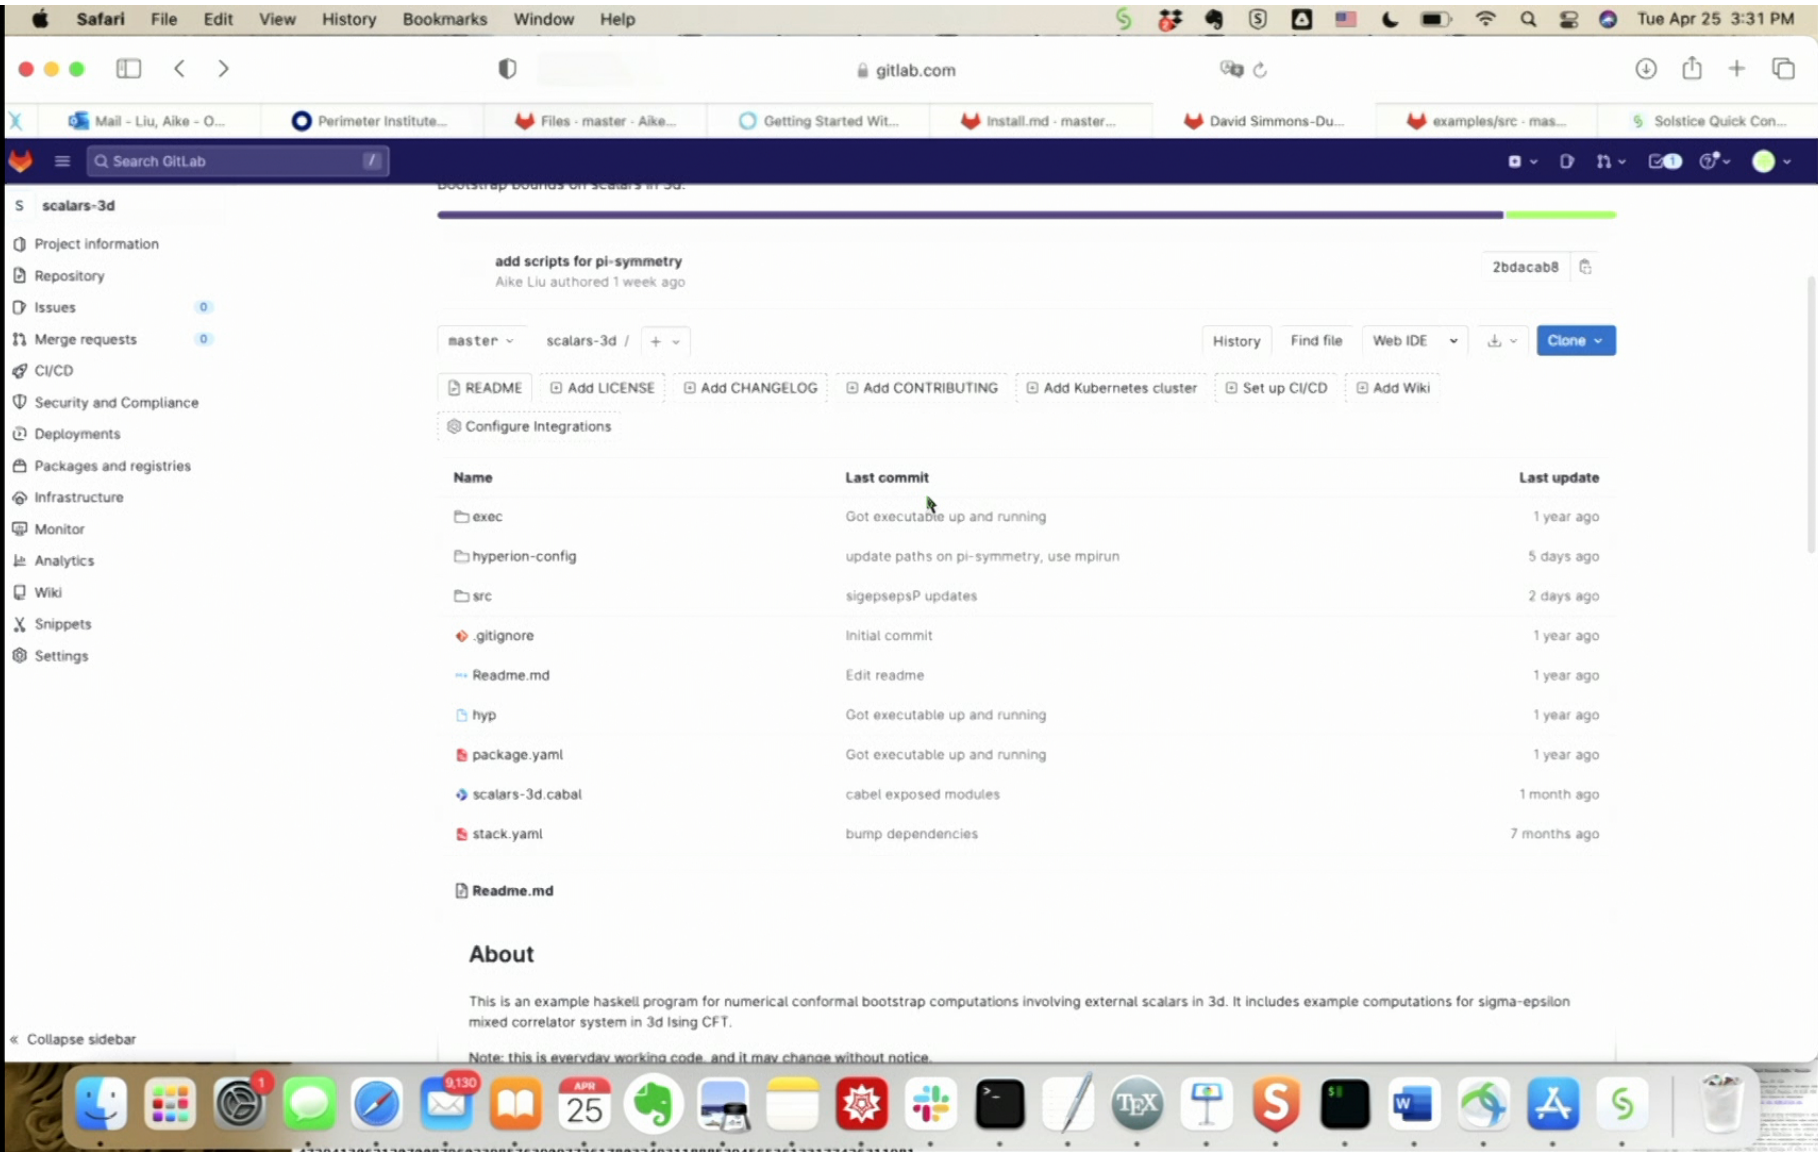 Safari File Edit View History Bookmarks Window Help Tue Apr 25 3:31 PM
gitlab.com
Mail - Liu, Aike - O... Perimeter Institute... Files · master · Aike... Getting Started Wit... Install.md · master... David Simmons-Du... examples/src · mas... Solstice Quick Con...
Search GitLab / 1
S scalars-3d
Project information
Repository
Issues 0
Merge requests 0
CI/CD
Security and Compliance
Deployments
Packages and registries
Infrastructure
Monitor
Analytics
Wiki
Snippets
Settings
« Collapse sidebar
Bootstrap bounds on scalars in 3d.
add scripts for pi-symmetry
Aike Liu authored 1 week ago
2bdacab8
master scalars-3d / + History Find file Web IDE Clone
README Add LICENSE Add CHANGELOG Add CONTRIBUTING Add Kubernetes cluster Set up CI/CD Add Wiki
Configure Integrations
Name Last commit Last update
exec Got executable up and running 1 year ago
hyperion-config update paths on pi-symmetry, use mpirun 5 days ago
src sigepsepsP updates 2 days ago
.gitignore Initial commit 1 year ago
Readme.md Edit readme 1 year ago
hyp Got executable up and running 1 year ago
package.yaml Got executable up and running 1 year ago
scalars-3d.cabal cabel exposed modules 1 month ago
stack.yaml bump dependencies 7 months ago
Readme.md
About
This is an example haskell program for numerical conformal bootstrap computations involving external scalars in 3d. It includes example computations for sigma-epsilon
mixed correlator system in 3d Ising CFT.
Note: this is everyday working code, and it may change without notice.
1 9,130 APR
25 TEX W